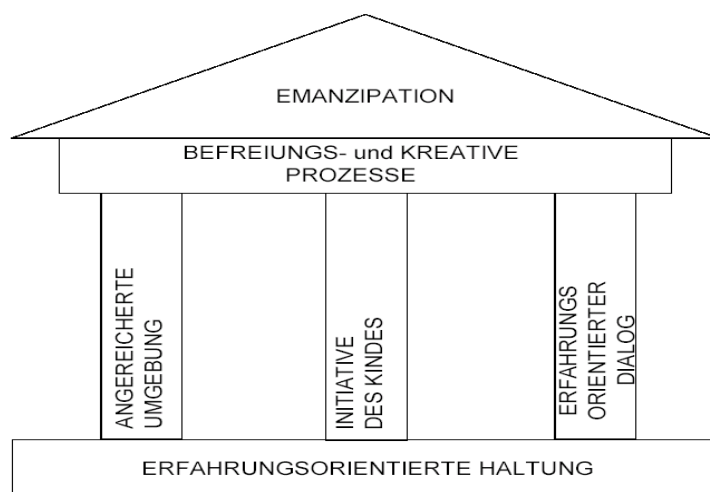 EMANZIPATION
BEFREIUNGS- und KREATIVE
PROZESSE
ANGEREICHERTE
UMGEBUNG
INITIATIVE
DES KINDES
ERFAHRUNGS
ORIENTIERTER
DIALOG
ERFAHRUNGSORIENTIERTE HALTUNG